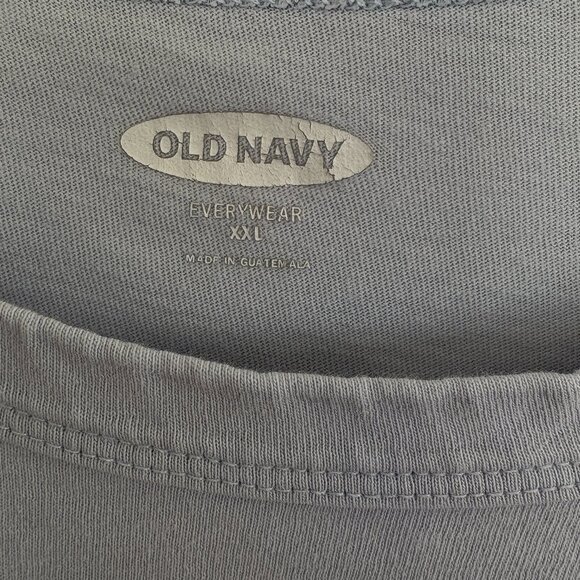 OLD NAVY
EVERYWEAR
XXL
MADE IN GUATEMALA